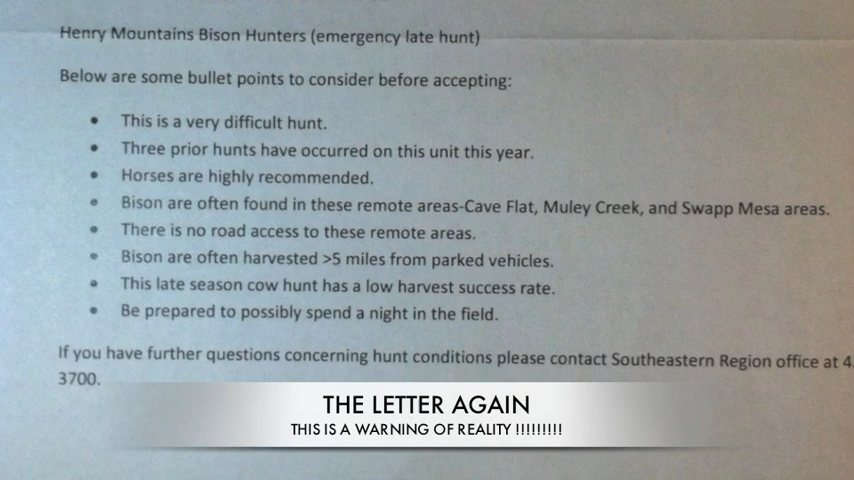 Henry Mountains Bison Hunters (emergency late hunt)
Below are some bullet points to consider before accepting:
• This is a very difficult hunt.
• Three prior hunts have occurred on this unit this year.
• Horses are highly recommended.
• Bison are often found in these remote areas-Cave Flat, Muley Creek, and Swapp Mesa areas.
• There is no road access to these remote areas.
• Bison are often harvested >5 miles from parked vehicles.
• This late season cow hunt has a low harvest success rate.
• Be prepared to possibly spend a night in the field.
If you have further questions concerning hunt conditions please contact Southeastern Region office at 4
3700.
THE LETTER AGAIN
THIS IS A WARNING OF REALITY !!!!!!!!!